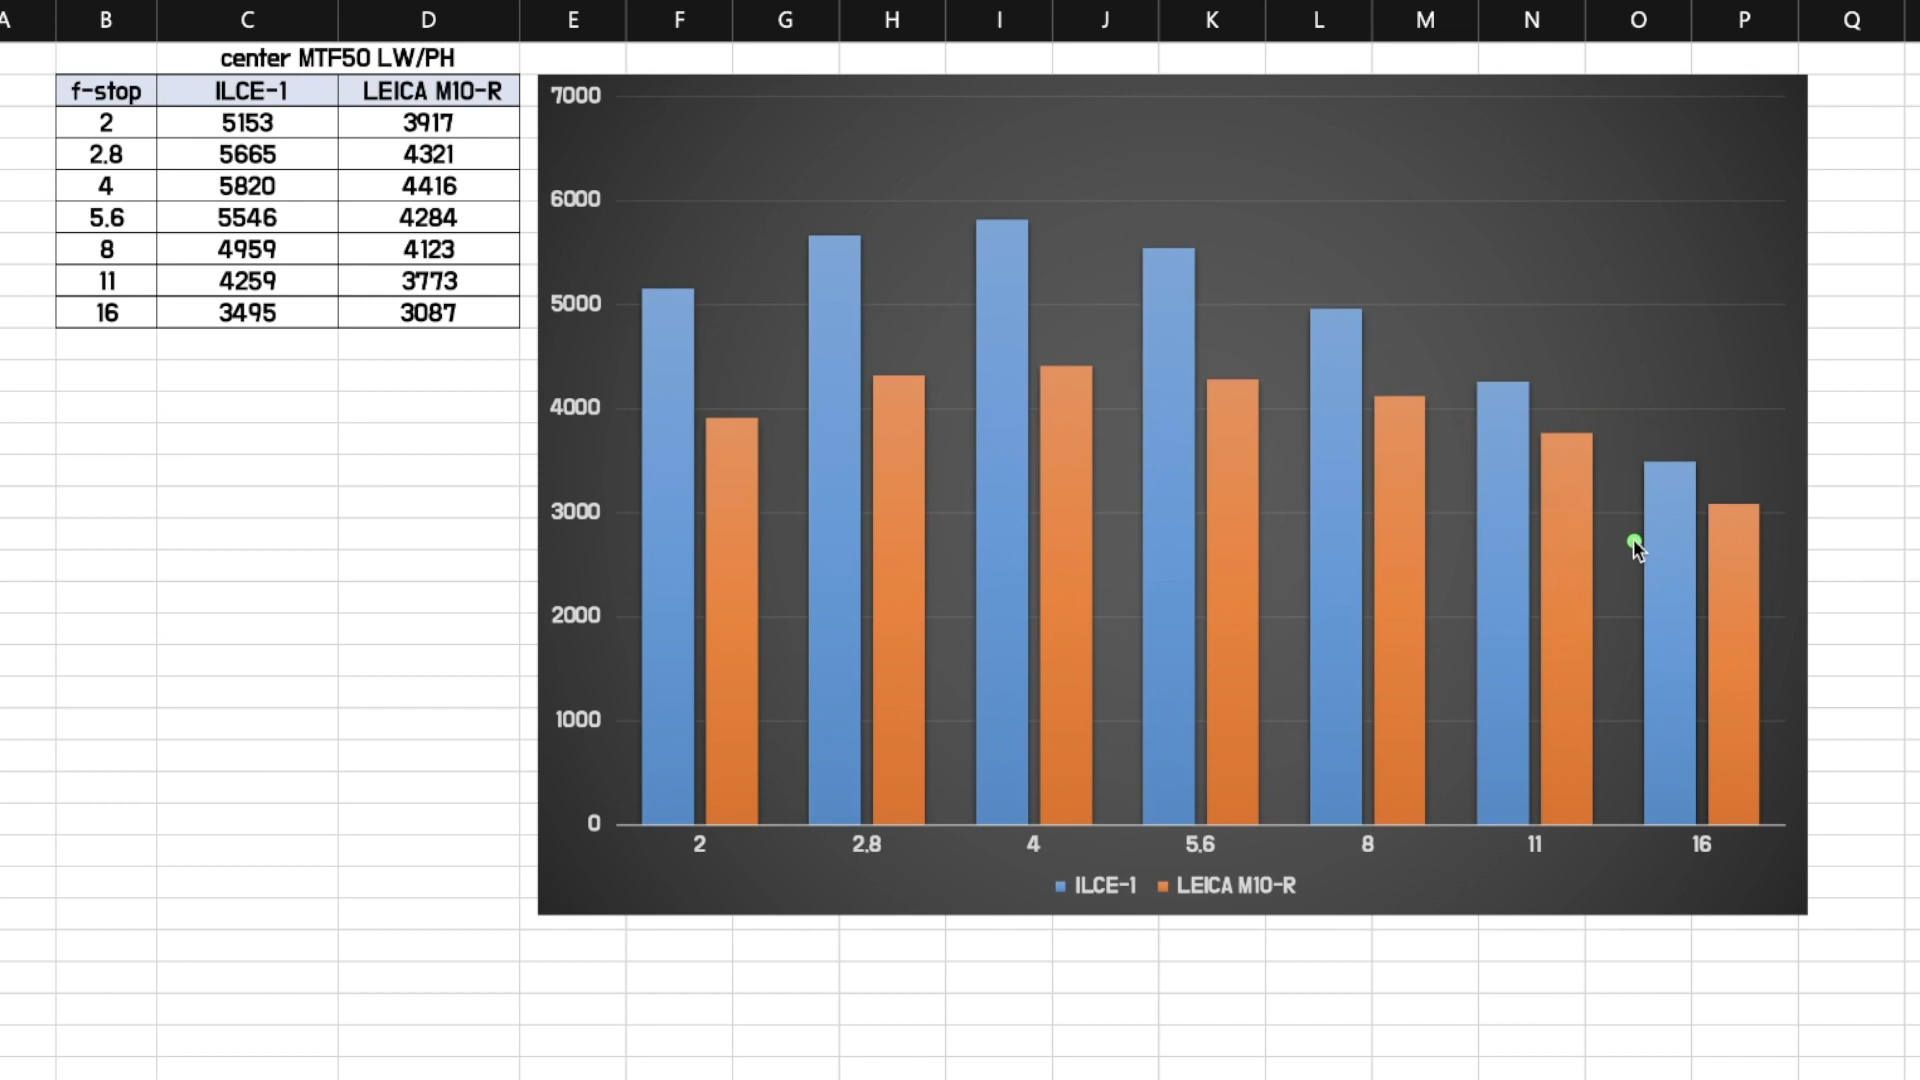 A B C D E F G H I J K L M N O P Q
center MTF50 LW/PH
f-stop ILCE-1 LEICA M10-R
2 5153 3917
2.8 5665 4321
4 5820 4416
5.6 5546 4284
8 4959 4123
11 4259 3773
16 3495 3087
7000
6000
5000
4000
3000
2000
1000
0
2 2.8 4 5.6 8 11 16
ILCE-1 LEICA M10-R